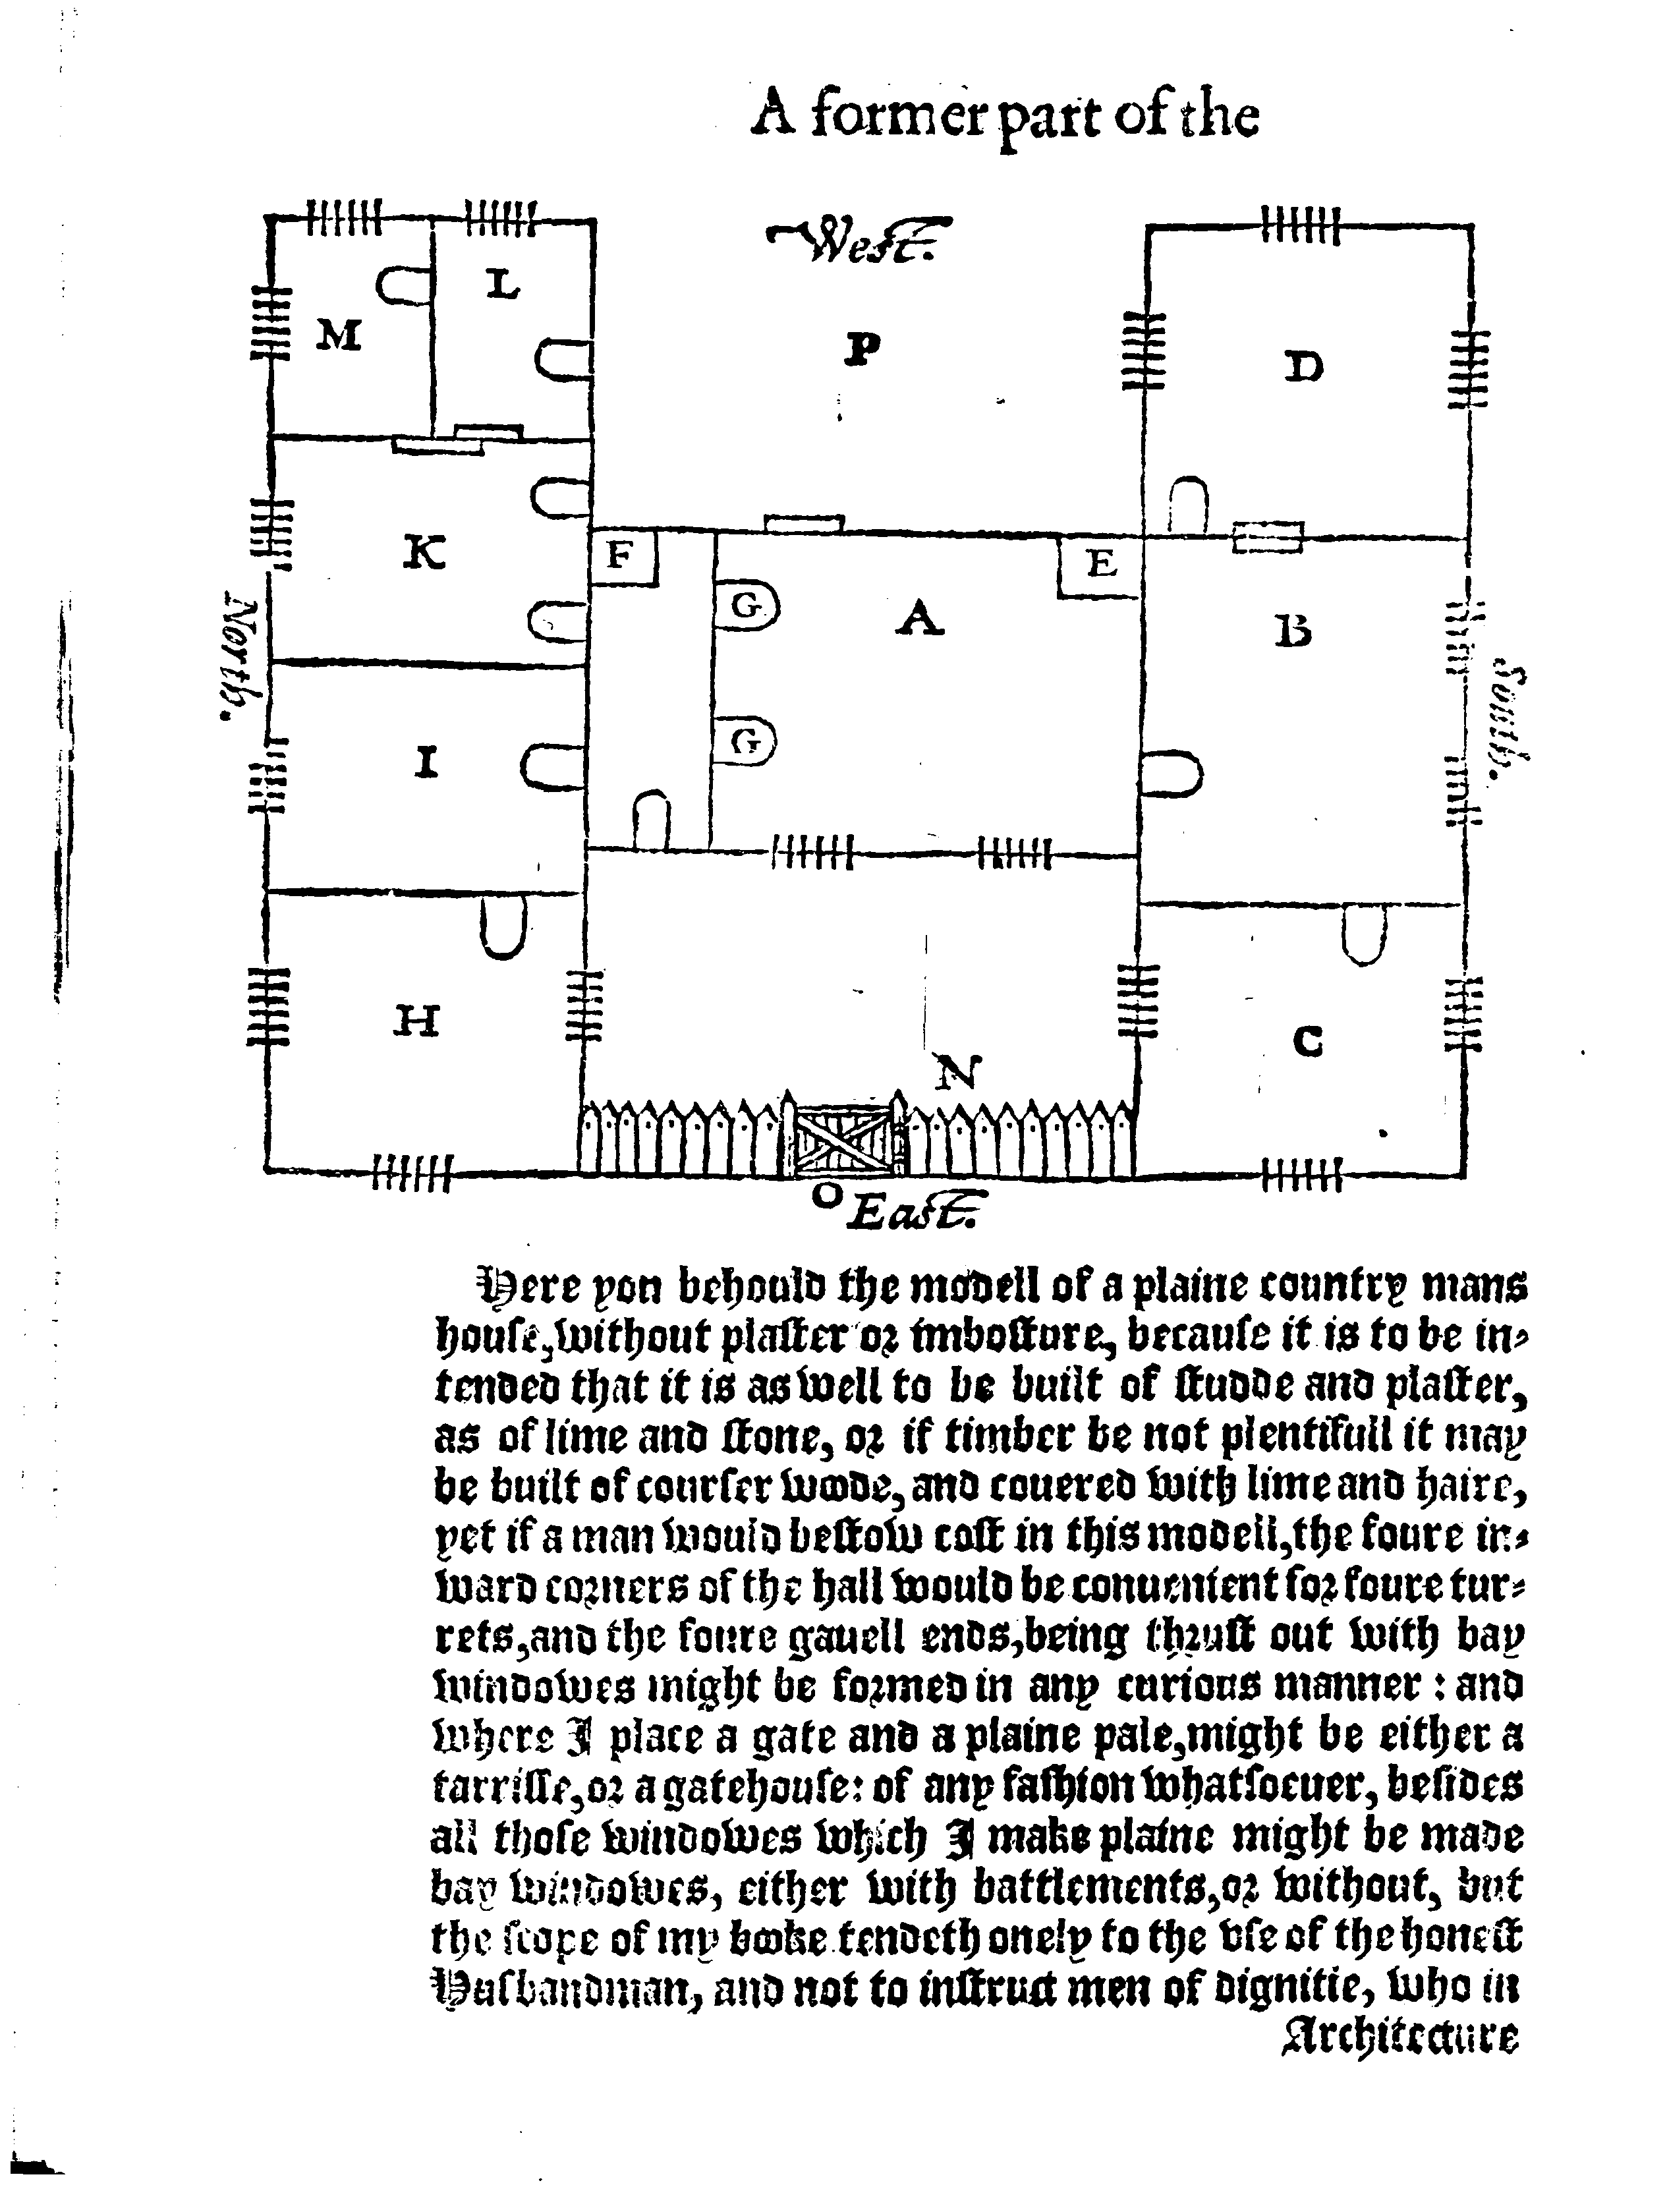 A former part of the
West.
M
L
P
D
K
F
G
A
E
B
North.
South.
I
G
H
N
C
O
East.
Here you behould the modell of a plaine country mans
house, without plaster or imbosture, because it is to be in⸗
tended that it is as well to be built of studde and plaster,
as of lime and stone, or if timber be not plentifull it may
be built of courser woode, and couered with lime and haire,
yet if a man would bestow cost in this modell, the foure in⸗
ward corners of the hall would be conuenient for foure tur⸗
rets, and the foure gauell ends, being thrust out with bay
windowes might be formed in any curious manner : and
where I place a gate and a plaine pale, might be either a
tarrisse, or a gatehouse: of any fashion whatsoeuer, besides
all those windowes which I make plaine might be made
bay windowes, either with battlements, or without, but
the scope of my booke tendeth onely to the vse of the honest
Husbandman, and not to instruct men of dignitie, who in
Architecture